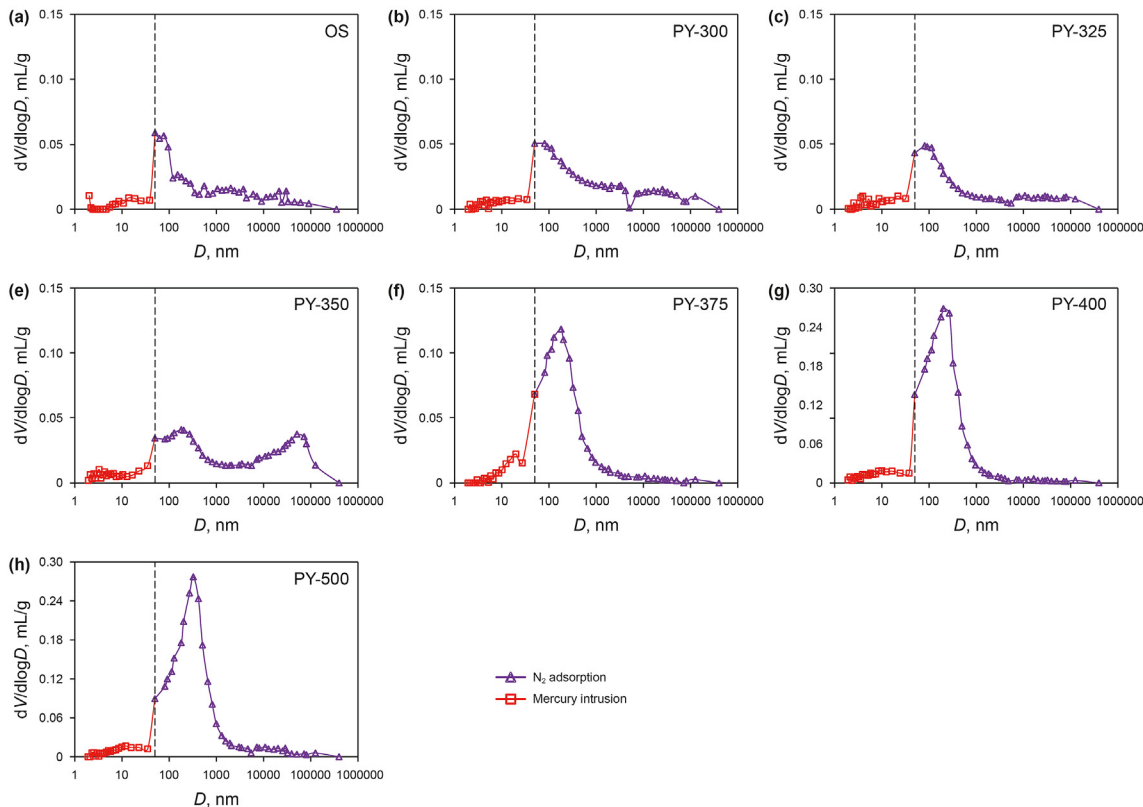 (a)
OS
dV/dlogD, mL/g
0.15
0.10
0.05
0
1 10 100 1000 10000 100000 1000000
D, nm
(b)
PY-300
dV/dlogD, mL/g
0.15
0.10
0.05
0
1 10 100 1000 10000 100000 1000000
D, nm
(c)
PY-325
dV/dlogD, mL/g
0.15
0.10
0.05
0
1 10 100 1000 10000 100000 1000000
D, nm
(e)
PY-350
dV/dlogD, mL/g
0.15
0.10
0.05
0
1 10 100 1000 10000 100000 1000000
D, nm
(f)
PY-375
dV/dlogD, mL/g
0.15
0.10
0.05
0
1 10 100 1000 10000 100000 1000000
D, nm
(g)
PY-400
dV/dlogD, mL/g
0.30
0.24
0.18
0.12
0.06
0
1 10 100 1000 10000 100000 1000000
D, nm
(h)
PY-500
dV/dlogD, mL/g
0.30
0.24
0.18
0.12
0.06
0
1 10 100 1000 10000 100000 1000000
D, nm
N₂ adsorption
Mercury intrusion